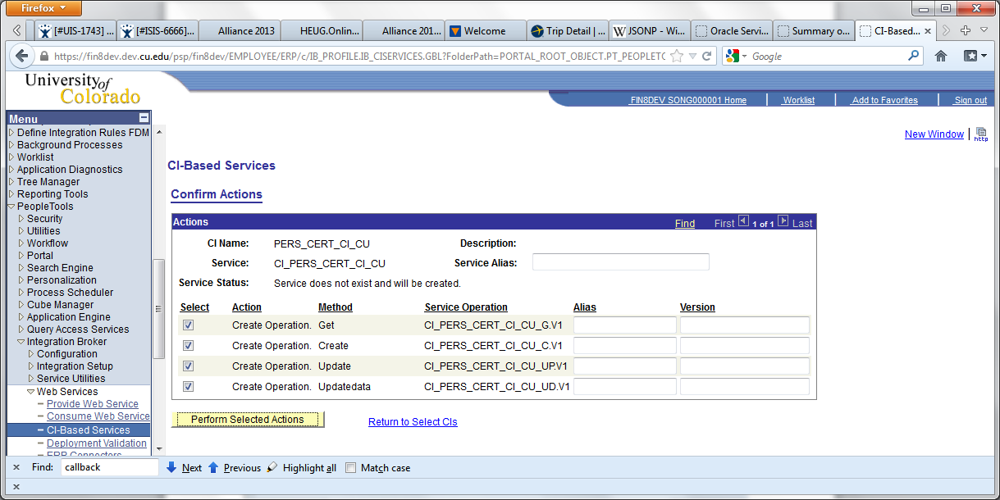 Firefox
[#UIS-1743] ...
[#ISIS-6666]...
Alliance 2013
HEUG.Onlin...
Alliance 201...
Welcome
Trip Detail | ...
W JSONP - Wi...
Oracle Servi...
Summary o...
CI-Based...
https://fin8dev.dev.cu.edu/psp/fin8dev/EMPLOYEE/ERP/c/IB_PROFILE.IB_CISERVICES.GBL?FolderPath=PORTAL_ROOT_OBJECT.PT_PEOPLETO
Google
University of
Colorado
FIN8DEV SONG000001 Home
Worklist
Add to Favorites
Sign out
Menu
Define Integration Rules FDM
Background Processes
Worklist
Application Diagnostics
Tree Manager
Reporting Tools
PeopleTools
Security
Utilities
Workflow
Portal
Search Engine
Personalization
Process Scheduler
Cube Manager
Application Engine
Query Access Services
Integration Broker
Configuration
Integration Setup
Service Utilities
Web Services
Provide Web Service
Consume Web Service
CI-Based Services
Deployment Validation
ERP Connectors
New Window
http
CI-Based Services
Confirm Actions
Actions Find First 1 of 1 Last
CI Name: PERS_CERT_CI_CU Description:
Service: CI_PERS_CERT_CI_CU Service Alias:
Service Status: Service does not exist and will be created.
Select Action Method Service Operation Alias Version
Create Operation. Get CI_PERS_CERT_CI_CU_G.V1
Create Operation. Create CI_PERS_CERT_CI_CU_C.V1
Create Operation. Update CI_PERS_CERT_CI_CU_UP.V1
Create Operation. Updatedata CI_PERS_CERT_CI_CU_UD.V1
Perform Selected Actions Return to Select CIs
Find: callback Next Previous Highlight all Match case